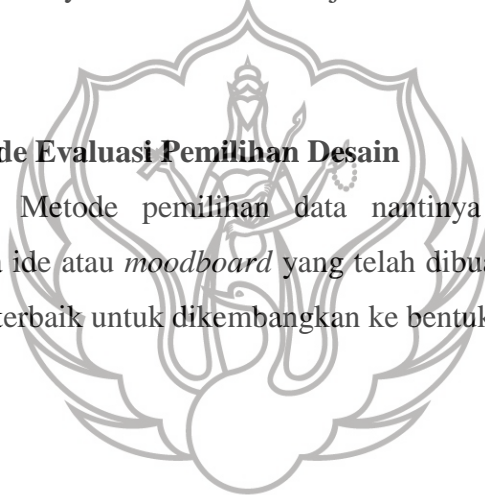 de Evaluasi Pemilihan Desain
Metode pemilihan data nantinya
ide atau moodboard yang telah dibua
terbaik untuk dikembangkan ke bentuk